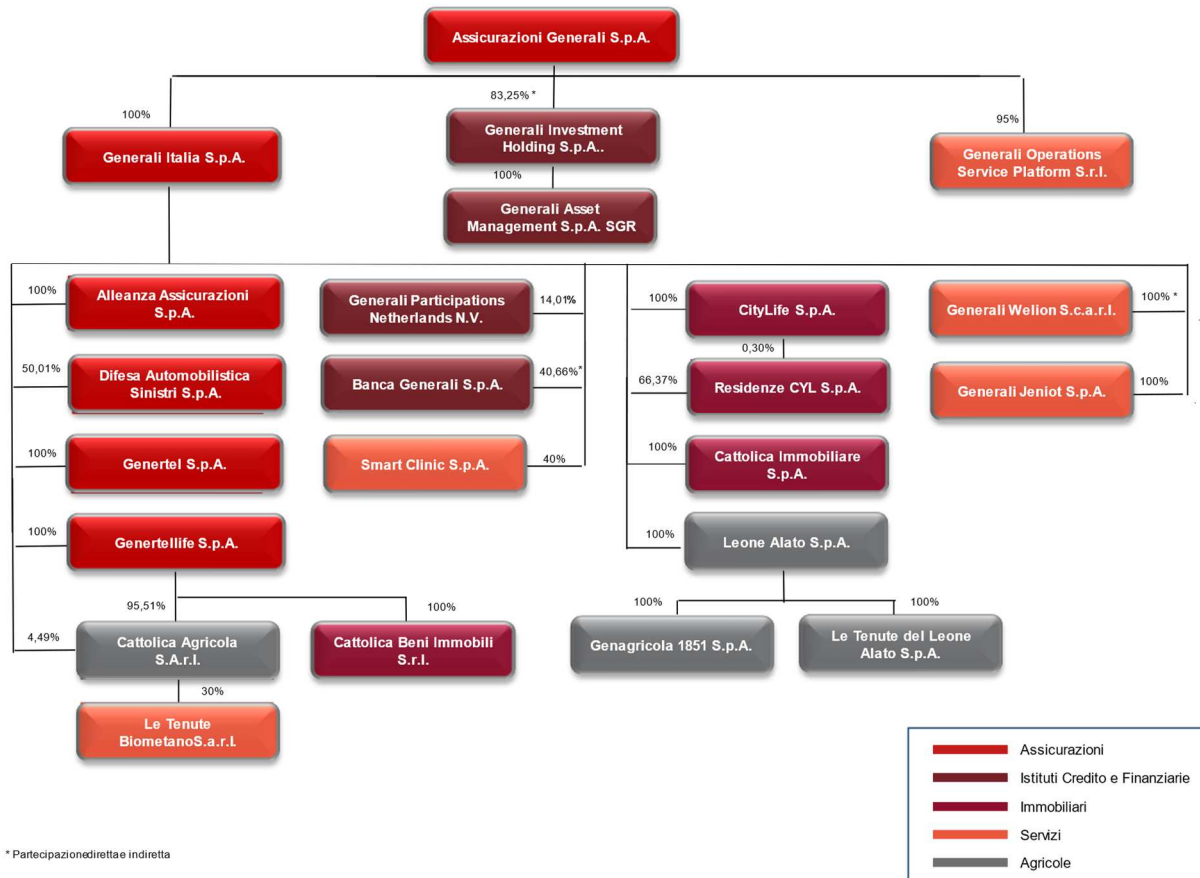 Assicurazioni Generali S.p.A.
100%
83,25% *
95%
Generali Italia S.p.A.
Generali Investment
Holding S.p.A..
Generali Operations
Service Platform S.r.l.
100%
Generali Asset
Management S.p.A. SGR
100%
Alleanza Assicurazioni
S.p.A.
Generali Participations
Netherlands N.V.
14,01%
100%
CityLife S.p.A.
Generali Welion S.c.a.r.l.
100% *
0,30%
50,01%
Difesa Automobilistica
Sinistri S.p.A.
Banca Generali S.p.A.
40,66%*
66,37%
Residenze CYL S.p.A.
Generali Jeniot S.p.A.
100%
100%
Genertel S.p.A.
Smart Clinic S.p.A.
40%
100%
Cattolica Immobiliare
S.p.A.
100%
Genertellife S.p.A.
100%
Leone Alato S.p.A.
95,51%
100%
100%
100%
4,49%
Cattolica Agricola
S.A.r.l.
Cattolica Beni Immobili
S.r.l.
Genagricola 1851 S.p.A.
Le Tenute del Leone
Alato S.p.A.
30%
Le Tenute
BiometanoS.a.r.l.
Assicurazioni
Istituti Credito e Finanziarie
Immobiliari
Servizi
Agricole
* Partecipazionedirettae indiretta